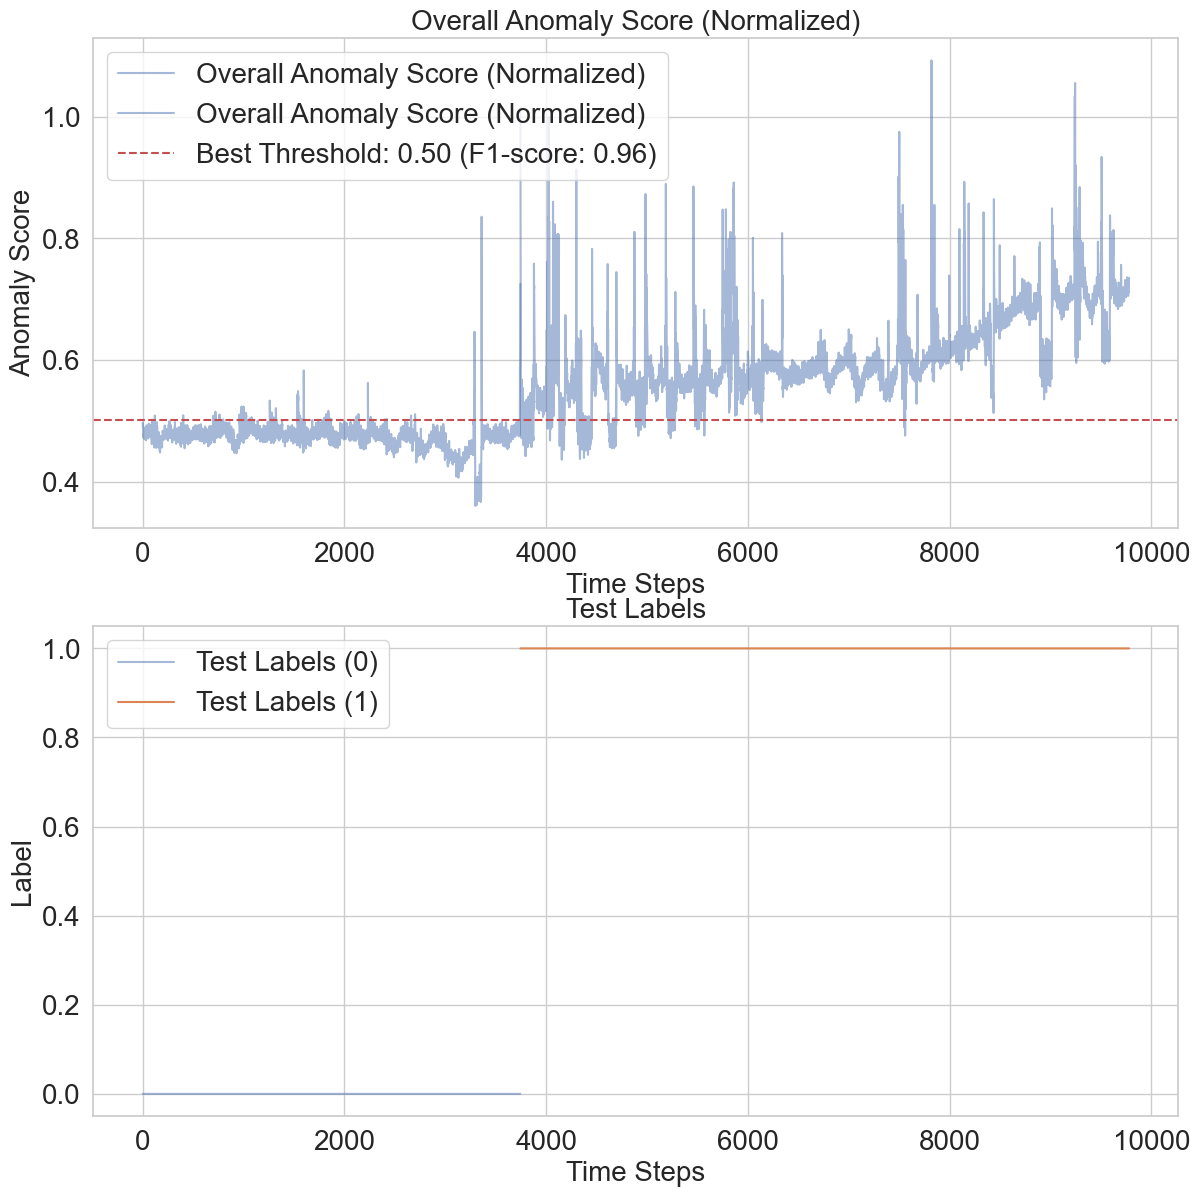 Overall Anomaly Score (Normalized)
Overall Anomaly Score (Normalized)
Overall Anomaly Score (Normalized)
Best Threshold: 0.50 (F1-score: 0.96)
Anomaly Score
1.0
0.8
0.6
0.4
0 2000 4000 6000 8000 10000
Time Steps
Test Labels
Test Labels (0)
Test Labels (1)
Label
1.0
0.8
0.6
0.4
0.2
0.0
0 2000 4000 6000 8000 10000
Time Steps